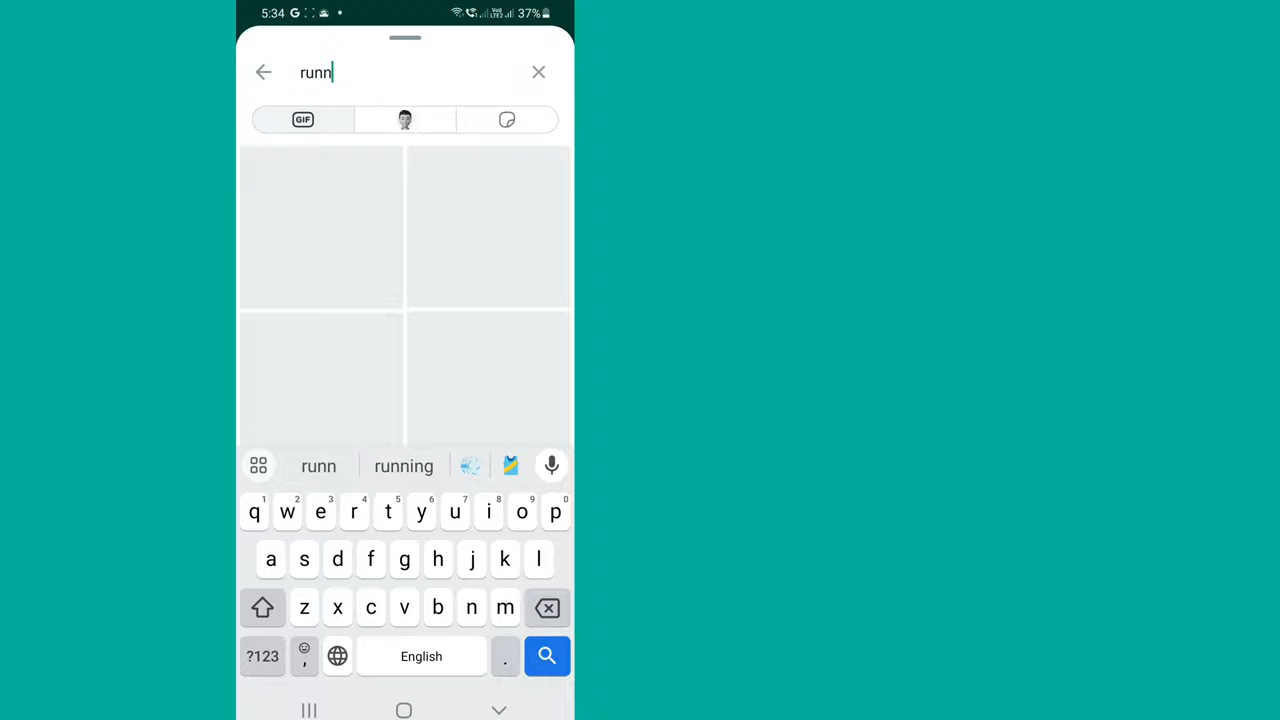 5:34 G 37%
runn
GIF
runn running
1 2 3 4 5 6 7 8 9 0
q w e r t y u i o p
a s d f g h j k l
z x c v b n m
?123 , English .